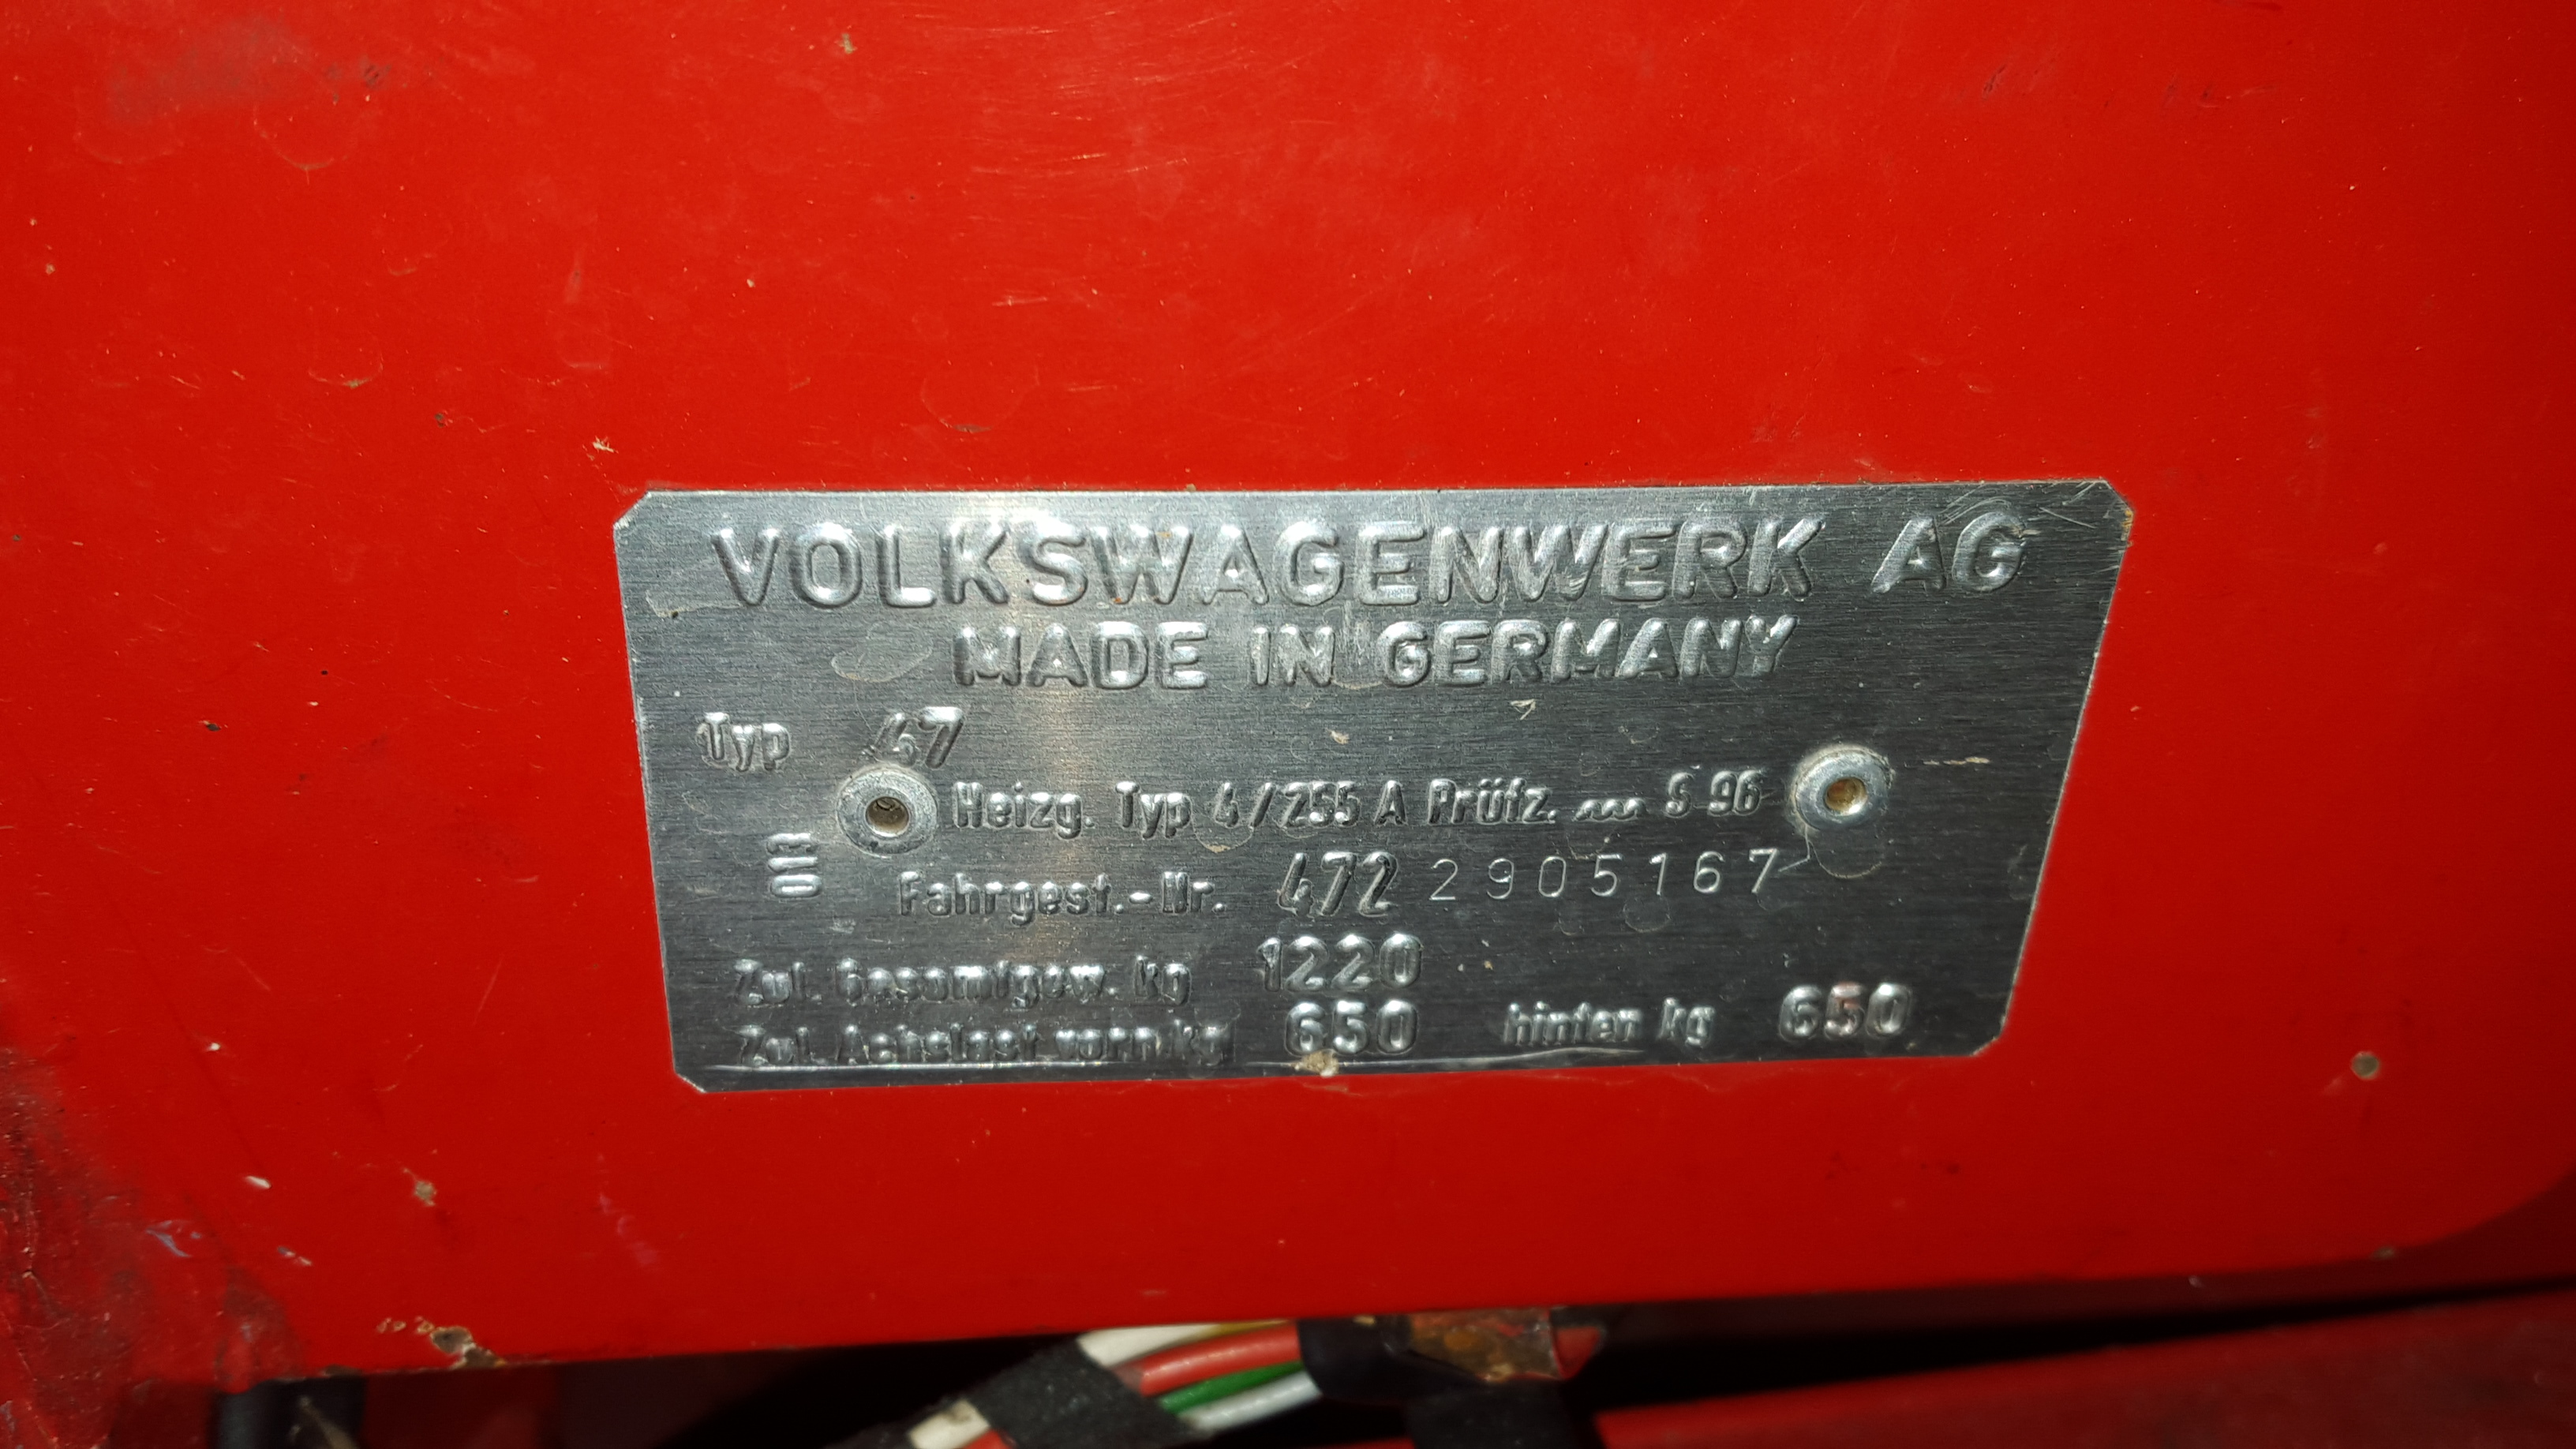 VOLKSWAGENWERK AG
MADE IN GERMANY
Typ 47
Heizg. Typ 4/255 A Prüfz. ~~~ S 96
013
Fahrgest.-Nr. 472 2905167
Zul. Gesamtgew. kg 1220
Zul. Achslast vorn kg 650 hinten kg 650